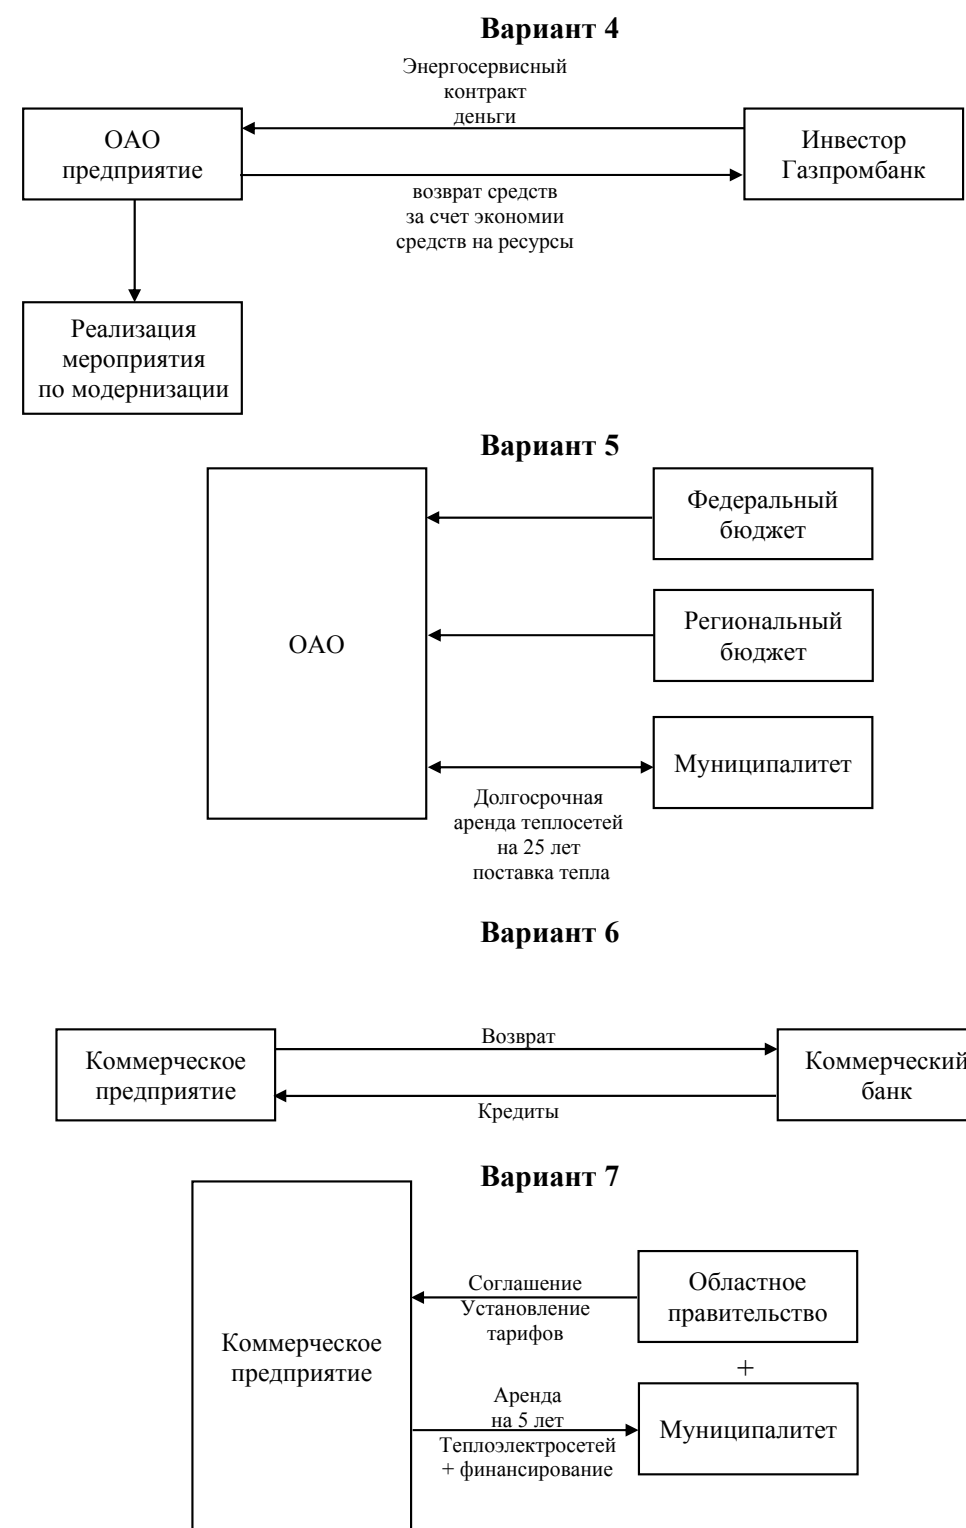 Вариант 4
Энергосервисный
контракт
деньги
ОАО
предприятие
Инвестор
Газпромбанк
возврат средств
за счет экономии
средств на ресурсы
Реализация
мероприятия
по модернизации
Вариант 5
ОАО
Федеральный
бюджет
Региональный
бюджет
Муниципалитет
Долгосрочная
аренда теплосетей
на 25 лет
поставка тепла
Вариант 6
Коммерческое
предприятие
Возврат
Кредиты
Коммерческий
банк
Вариант 7
Коммерческое
предприятие
Соглашение
Установление
тарифов
Областное
правительство
+
Аренда
на 5 лет
Теплоэлектросетей
+ финансирование
Муниципалитет